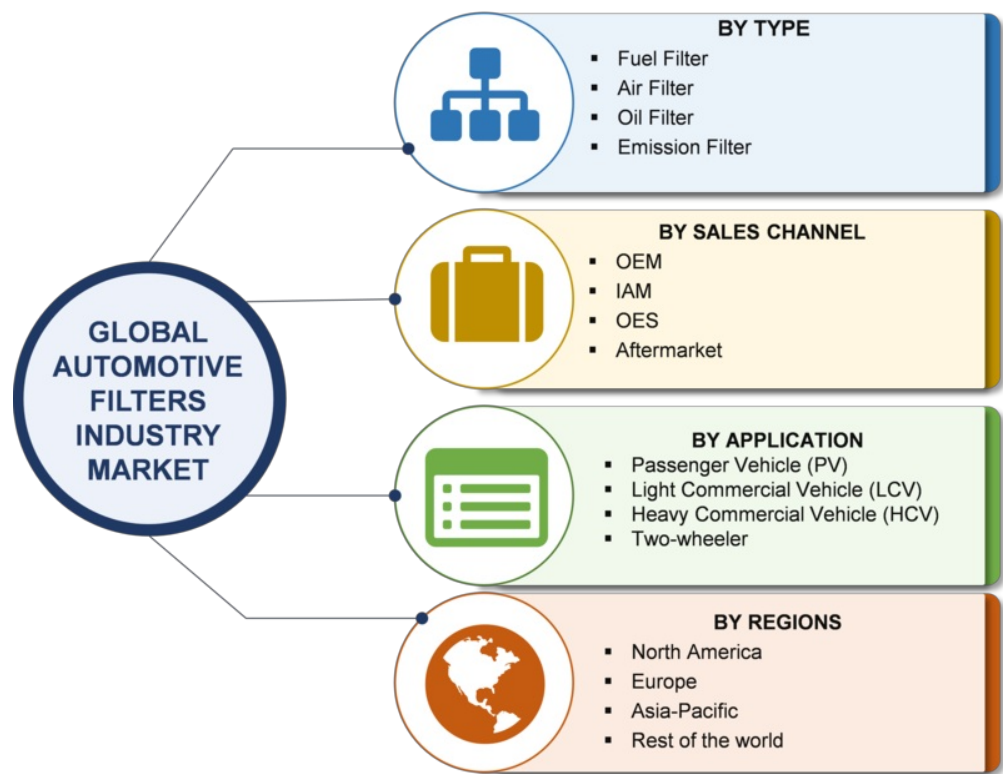 GLOBAL
AUTOMOTIVE
FILTERS
INDUSTRY
MARKET
BY TYPE
▪ Fuel Filter
▪ Air Filter
▪ Oil Filter
▪ Emission Filter
BY SALES CHANNEL
▪ OEM
▪ IAM
▪ OES
▪ Aftermarket
BY APPLICATION
▪ Passenger Vehicle (PV)
▪ Light Commercial Vehicle (LCV)
▪ Heavy Commercial Vehicle (HCV)
▪ Two-wheeler
BY REGIONS
▪ North America
▪ Europe
▪ Asia-Pacific
▪ Rest of the world